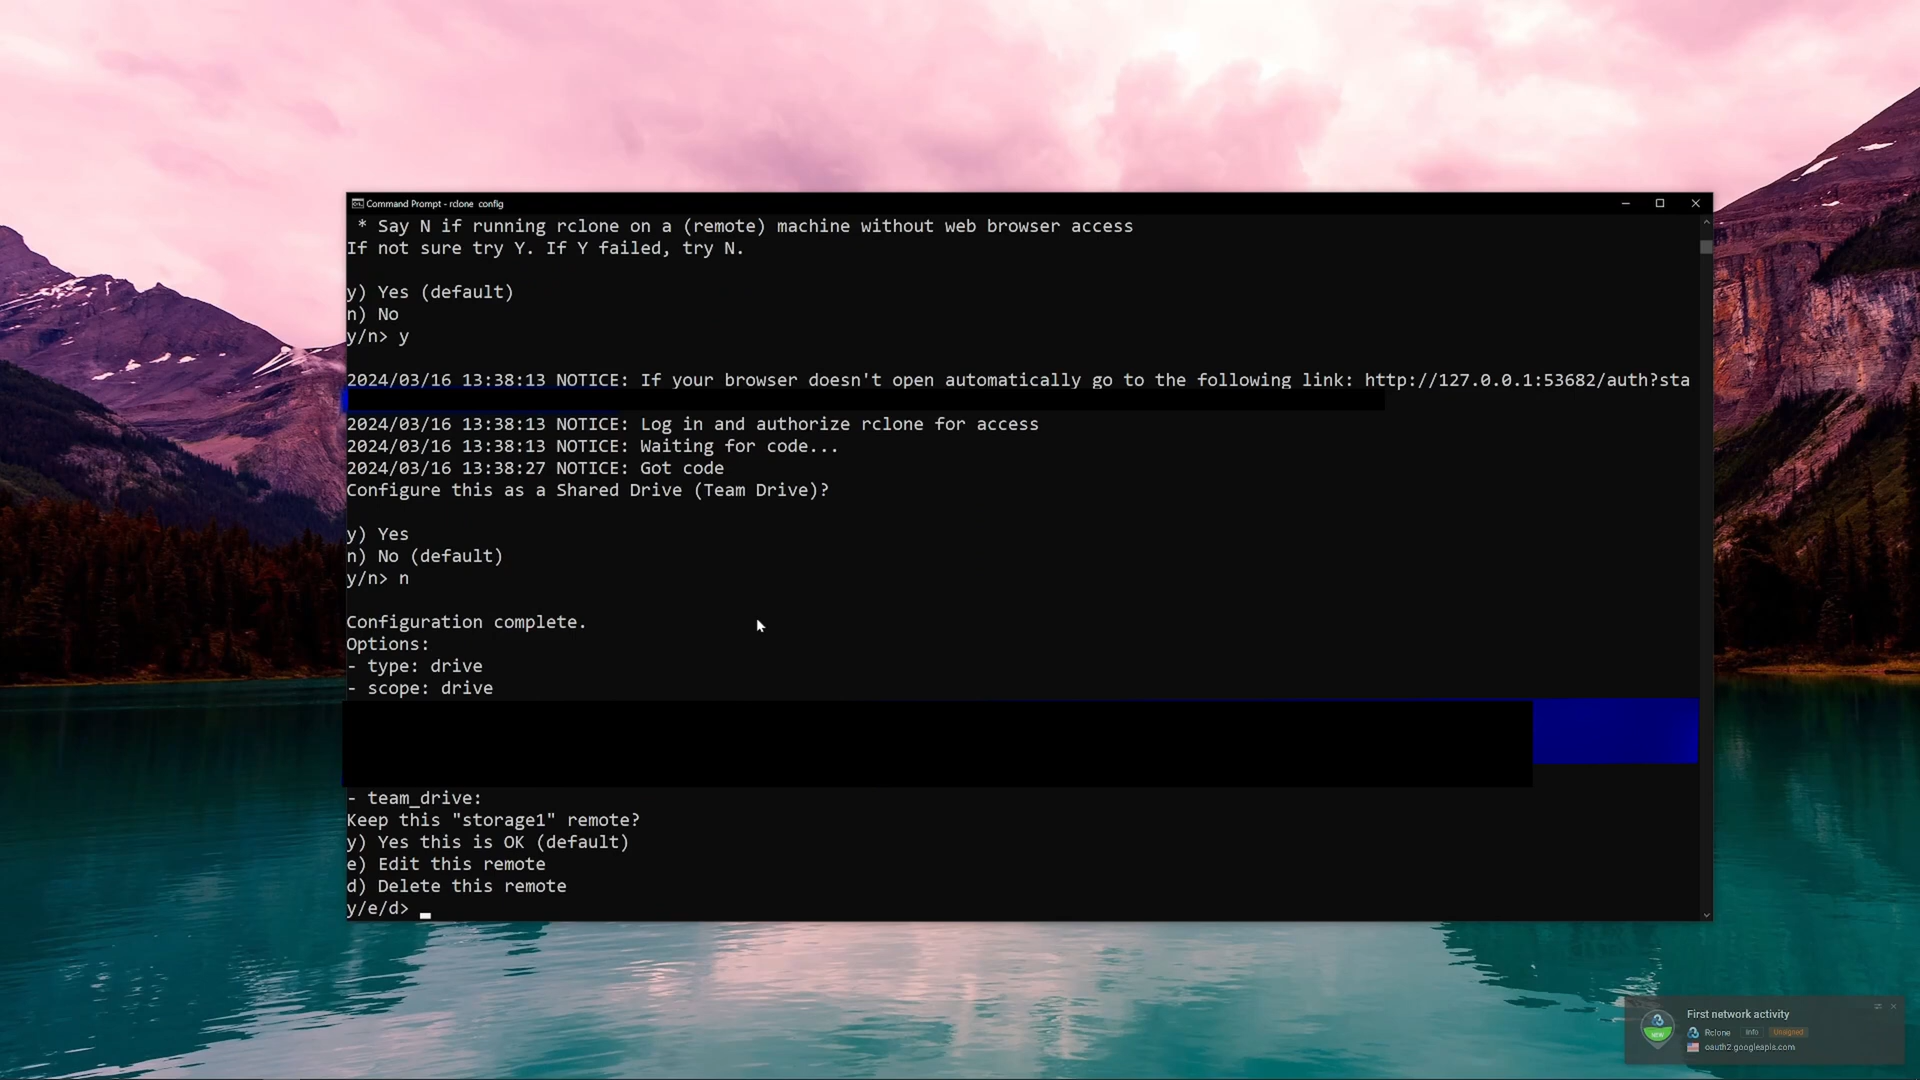 Command Prompt - rclone  config
* Say N if running rclone on a (remote) machine without web browser access
If not sure try Y. If Y failed, try N.
y) Yes (default)
n) No
y/n> y
2024/03/16 13:38:13 NOTICE: If your browser doesn't open automatically go to the following link: http://127.0.0.1:53682/auth?sta
2024/03/16 13:38:13 NOTICE: Log in and authorize rclone for access
2024/03/16 13:38:13 NOTICE: Waiting for code...
2024/03/16 13:38:27 NOTICE: Got code
Configure this as a Shared Drive (Team Drive)?
y) Yes
n) No (default)
y/n> n
Configuration complete.
Options:
- type: drive
- scope: drive
- team_drive:
Keep this "storage1" remote?
y) Yes this is OK (default)
e) Edit this remote
d) Delete this remote
y/e/d>
First network activity
NEW
Rclone Info Unsigned
oauth2.googleapis.com